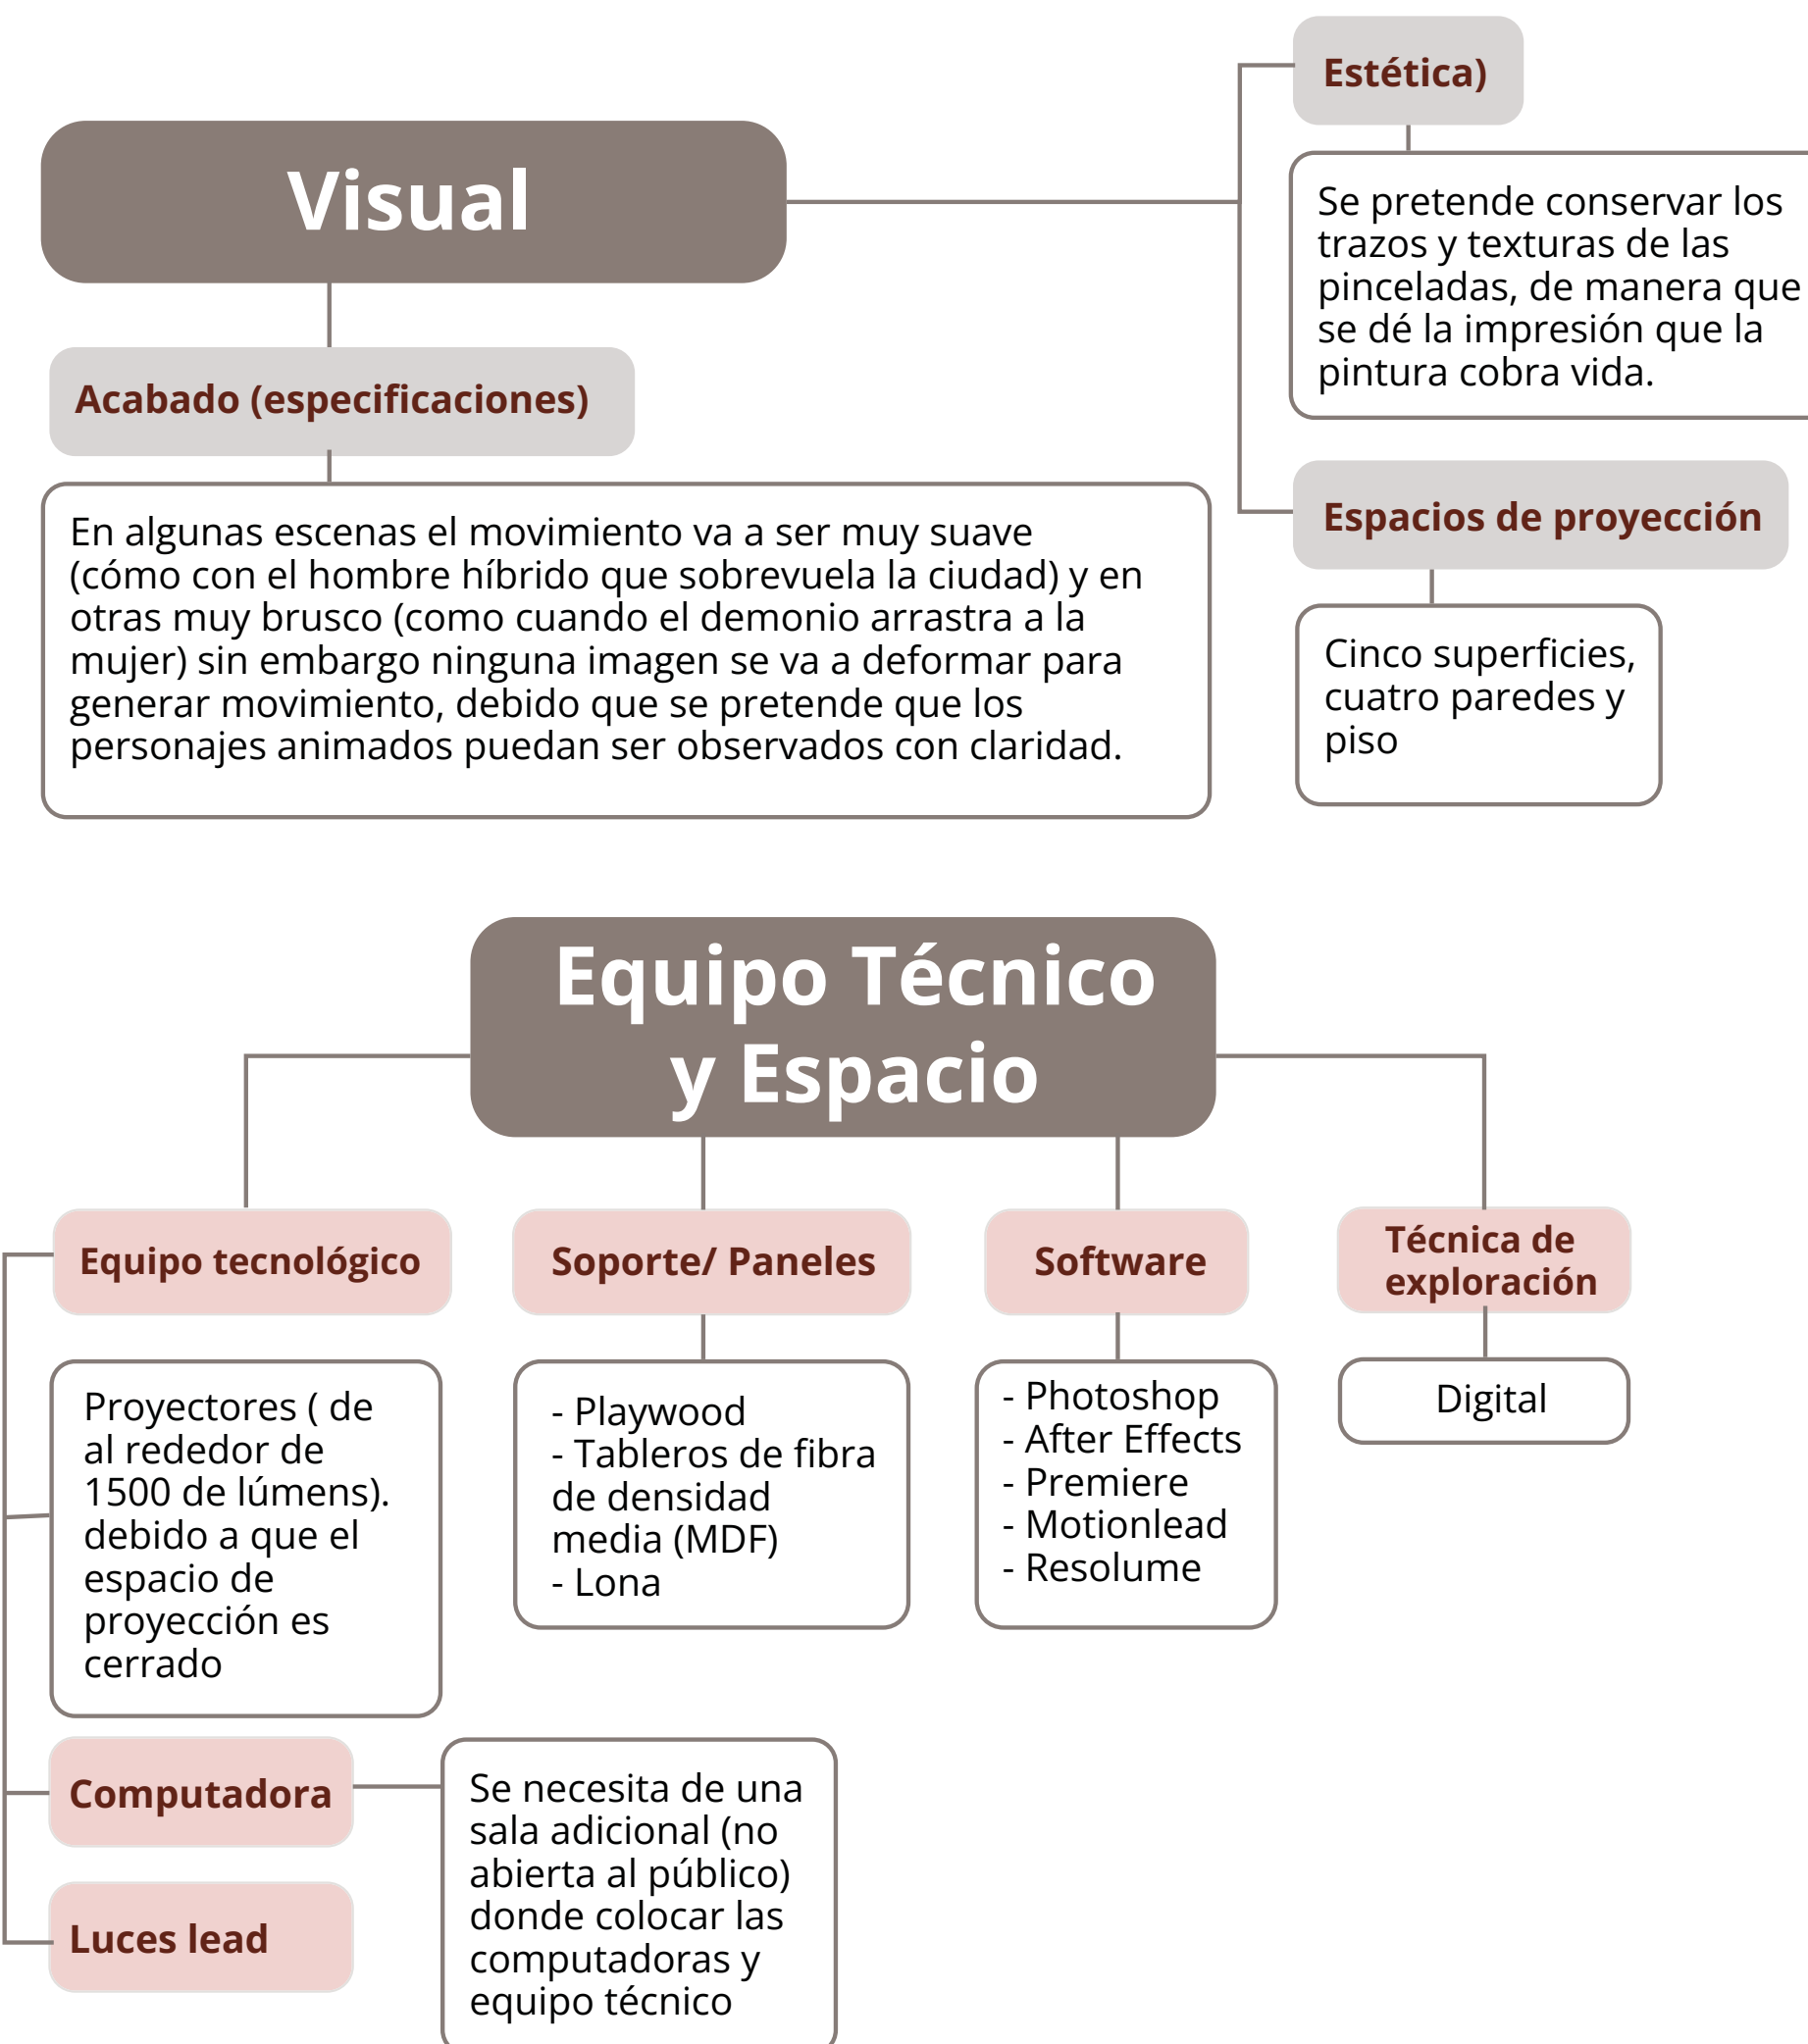 Visual
Acabado (especificaciones)
En algunas escenas el movimiento va a ser muy suave
(cómo con el hombre híbrido que sobrevuela la ciudad) y en
otras muy brusco (como cuando el demonio arrastra a la
mujer) sin embargo ninguna imagen se va a deformar para
generar movimiento, debido que se pretende que los
personajes animados puedan ser observados con claridad.
Estética)
Se pretende conservar los
trazos y texturas de las
pinceladas, de manera que
se dé la impresión que la
pintura cobra vida.
Espacios de proyección
Cinco superficies,
cuatro paredes y
piso
Equipo Técnico
y Espacio
Equipo tecnológico
Proyectores ( de
al rededor de
1500 de lúmens).
debido a que el
espacio de
proyección es
cerrado
Computadora
Se necesita de una
sala adicional (no
abierta al público)
donde colocar las
computadoras y
equipo técnico
Luces lead
Soporte/ Paneles
- Playwood
- Tableros de fibra
de densidad
media (MDF)
- Lona
Software
- Photoshop
- After Effects
- Premiere
- Motionlead
- Resolume
Técnica de
exploración
Digital